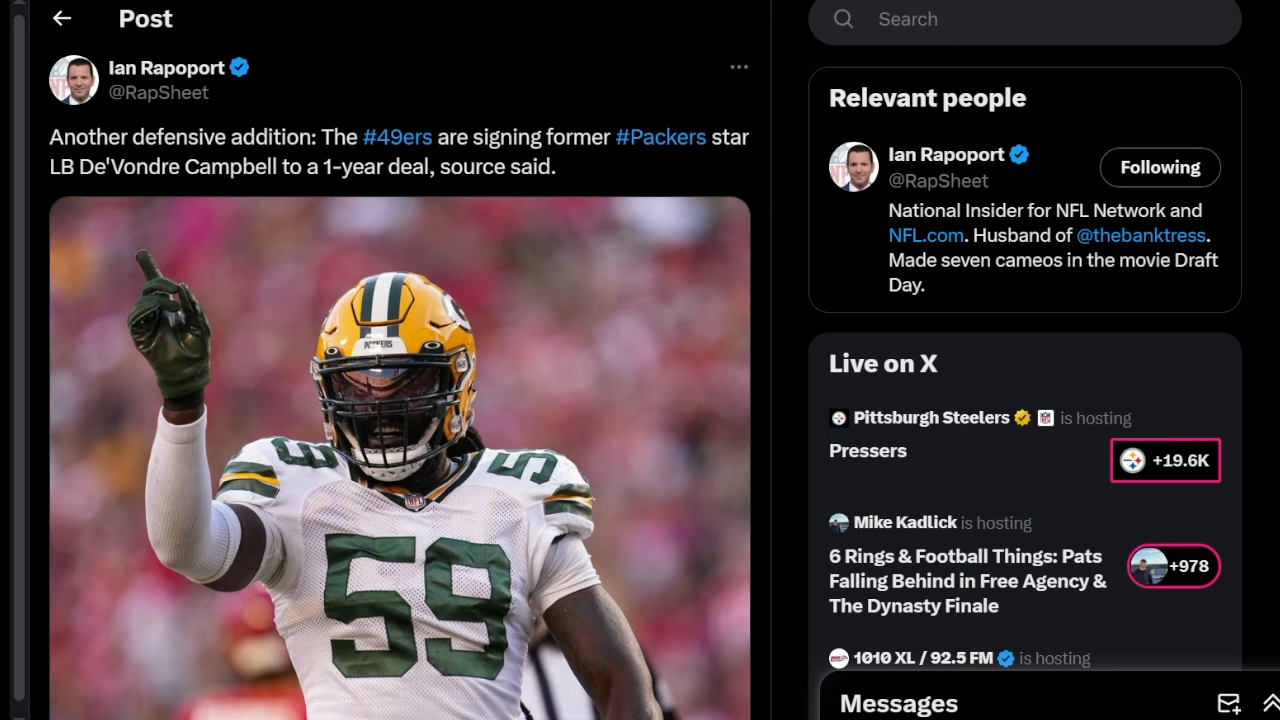 Post
Ian Rapoport
@RapSheet
Another defensive addition: The #49ers are signing former #Packers star
LB De'Vondre Campbell to a 1-year deal, source said.
PACKERS
59
59
NFL
59
Search
Relevant people
Ian Rapoport
@RapSheet
Following
National Insider for NFL Network and
NFL.com. Husband of @thebanktress.
Made seven cameos in the movie Draft
Day.
Live on X
Pittsburgh Steelers is hosting
Pressers
+19.6K
Mike Kadlick is hosting
6 Rings & Football Things: Pats
Falling Behind in Free Agency &
The Dynasty Finale
+978
1010 XL / 92.5 FM is hosting
Messages